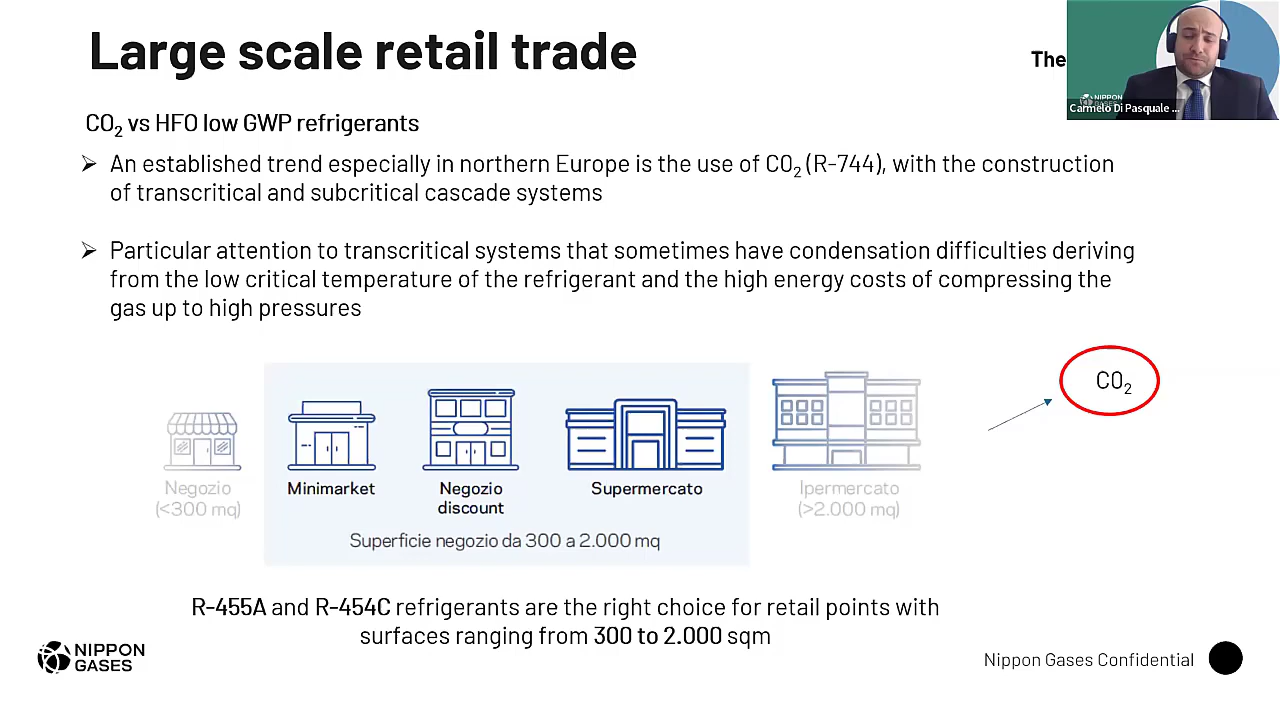 Large scale retail trade
The
NIPPON
GASES
Carmelo Di Pasquale ...
CO₂ vs HFO low GWP refrigerants
➢ An established trend especially in northern Europe is the use of CO₂ (R-744), with the construction
of transcritical and subcritical cascade systems
➢ Particular attention to transcritical systems that sometimes have condensation difficulties deriving
from the low critical temperature of the refrigerant and the high energy costs of compressing the
gas up to high pressures
CO₂
Negozio
(<300 mq)
Minimarket
Negozio
discount
Supermercato
Ipermercato
(>2.000 mq)
Superficie negozio da 300 a 2.000 mq
R-455A and R-454C refrigerants are the right choice for retail points with
surfaces ranging from 300 to 2.000 sqm
NIPPON
GASES
Nippon Gases Confidential